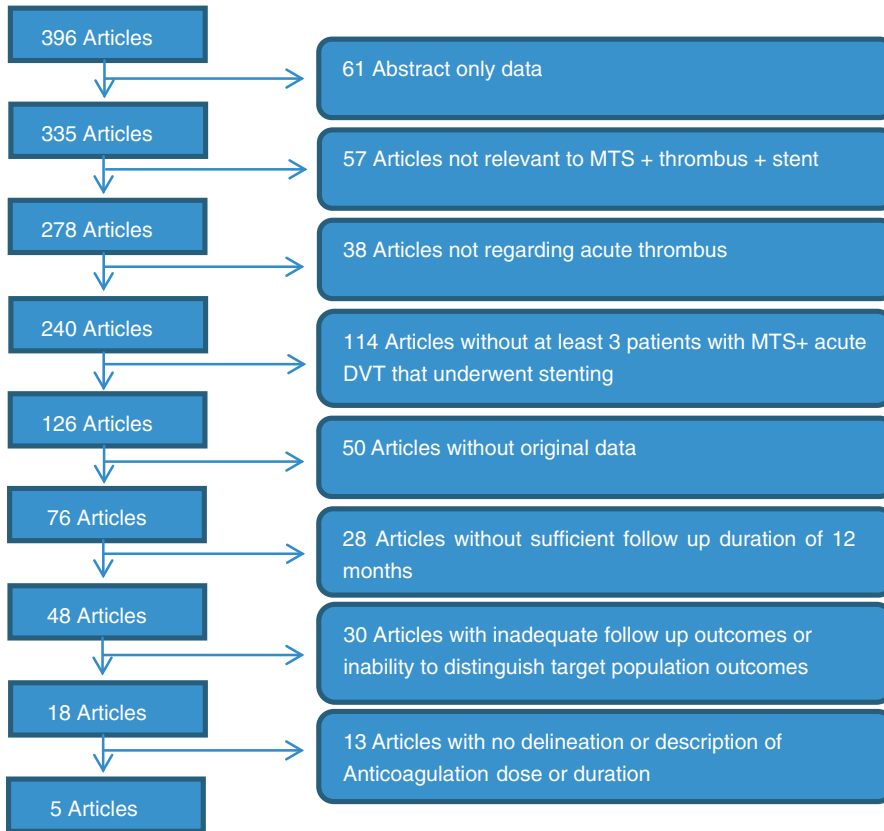 396 Articles
61 Abstract only data
335 Articles
57 Articles not relevant to MTS + thrombus + stent
278 Articles
38 Articles not regarding acute thrombus
240 Articles
114 Articles without at least 3 patients with MTS+ acute
DVT that underwent stenting
126 Articles
50 Articles without original data
76 Articles
28 Articles without sufficient follow up duration of 12
months
48 Articles
30 Articles with inadequate follow up outcomes or
inability to distinguish target population outcomes
18 Articles
13 Articles with no delineation or description of
Anticoagulation dose or duration
5 Articles